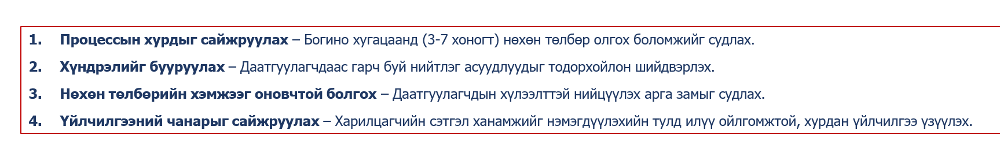 1. Процессын хурдыг сайжруулах – Богино хугацаанд (3-7 хоногт) нөхөн төлбөр олгох боломжийг судлах.
2. Хүндрэлийг бууруулах – Даатгуулагчдаас гарч буй нийтлэг асуудлуудыг тодорхойлон шийдвэрлэх.
3. Нөхөн төлбөрийн хэмжээг оновчтой болгох – Даатгуулагчдын хүлээлттэй нийцүүлэх арга замыг судлах.
4. Үйлчилгээний чанарыг сайжруулах – Харилцагчийн сэтгэл ханамжийг нэмэгдүүлэхийн тулд илүү ойлгомжтой, хурдан үйлчилгээ үзүүлэх.